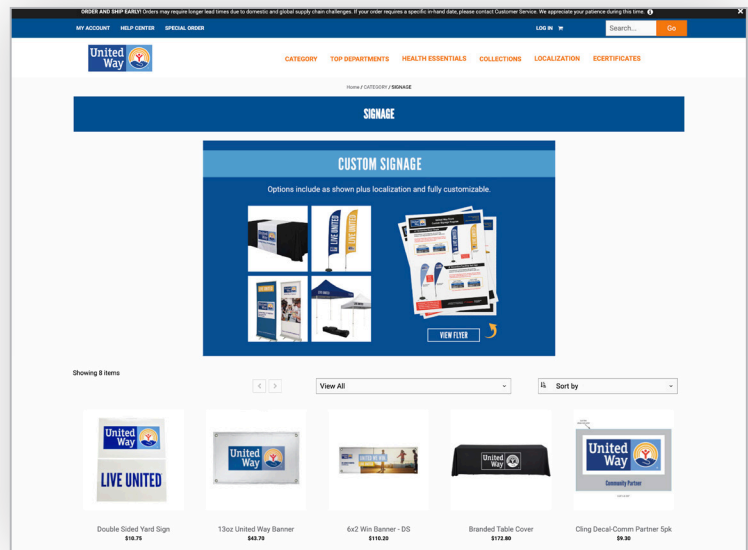 ORDER AND SHIP EARLY! Orders may require longer lead times due to domestic and global supply chain challenges. If your order requires a specific in-hand date, please contact Customer Service. We appreciate your patience during this time.
MY ACCOUNT HELP CENTER SPECIAL ORDER LOG IN Search... Go
United
Way
CATEGORY TOP DEPARTMENTS HEALTH ESSENTIALS COLLECTIONS LOCALIZATION ECERTIFICATES
Home / CATEGORY / SIGNAGE
SIGNAGE
CUSTOM SIGNAGE
Options include as shown plus localization and fully customizable.
LIVE UNITED
LIVE UNITED
VIEW FLYER
Showing 8 items
< > View All Sort by
United
Way
LIVE UNITED
United
Way
United
Way
United
Way
Community Partner
Double Sided Yard Sign 13oz United Way Banner 6x2 Win Banner - DS Branded Table Cover Cling Decal-Comm Partner 5pk
$10.75 $43.70 $110.20 $172.80 $9.30